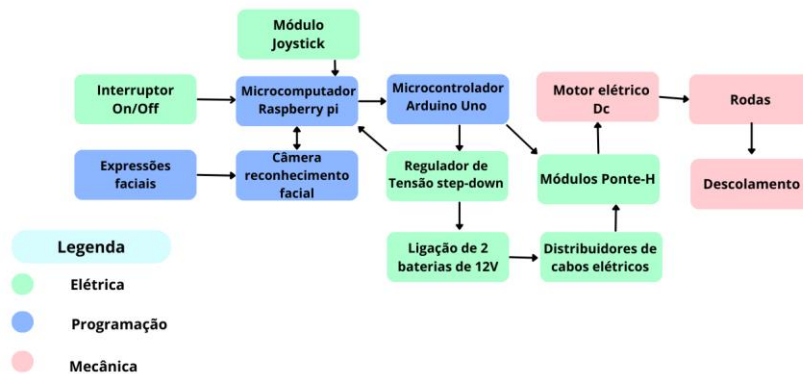 Módulo
Joystick
Interruptor
On/Off
Microcomputador
Raspberry pi
Microcontrolador
Arduino Uno
Motor elétrico
Dc
Rodas
Expressões
faciais
Câmera
reconhecimento
facial
Regulador de
Tensão step-down
Módulos Ponte-H
Descolamento
Ligação de 2
baterias de 12V
Distribuidores de
cabos elétricos
Legenda
Elétrica
Programação
Mecânica